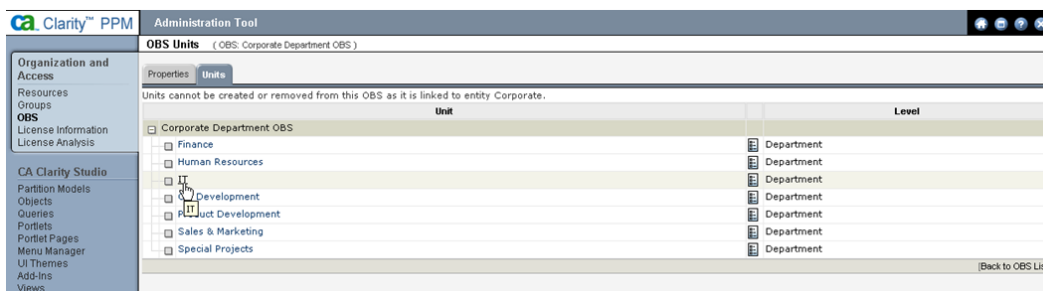 ca Clarity™ PPM
Administration Tool
OBS Units ( OBS: Corporate Department OBS )
Organization and Access
Resources
Groups
OBS
License Information
License Analysis
CA Clarity Studio
Partition Models
Objects
Queries
Portlets
Portlet Pages
Menu Manager
UI Themes
Add-Ins
Views
Properties Units
Units cannot be created or removed from this OBS as it is linked to entity Corporate.
Unit Level
Corporate Department OBS
Finance Department
Human Resources Department
IT Department
Development Department
IT
Development Department
Sales & Marketing Department
Special Projects Department
[Back to OBS Lis